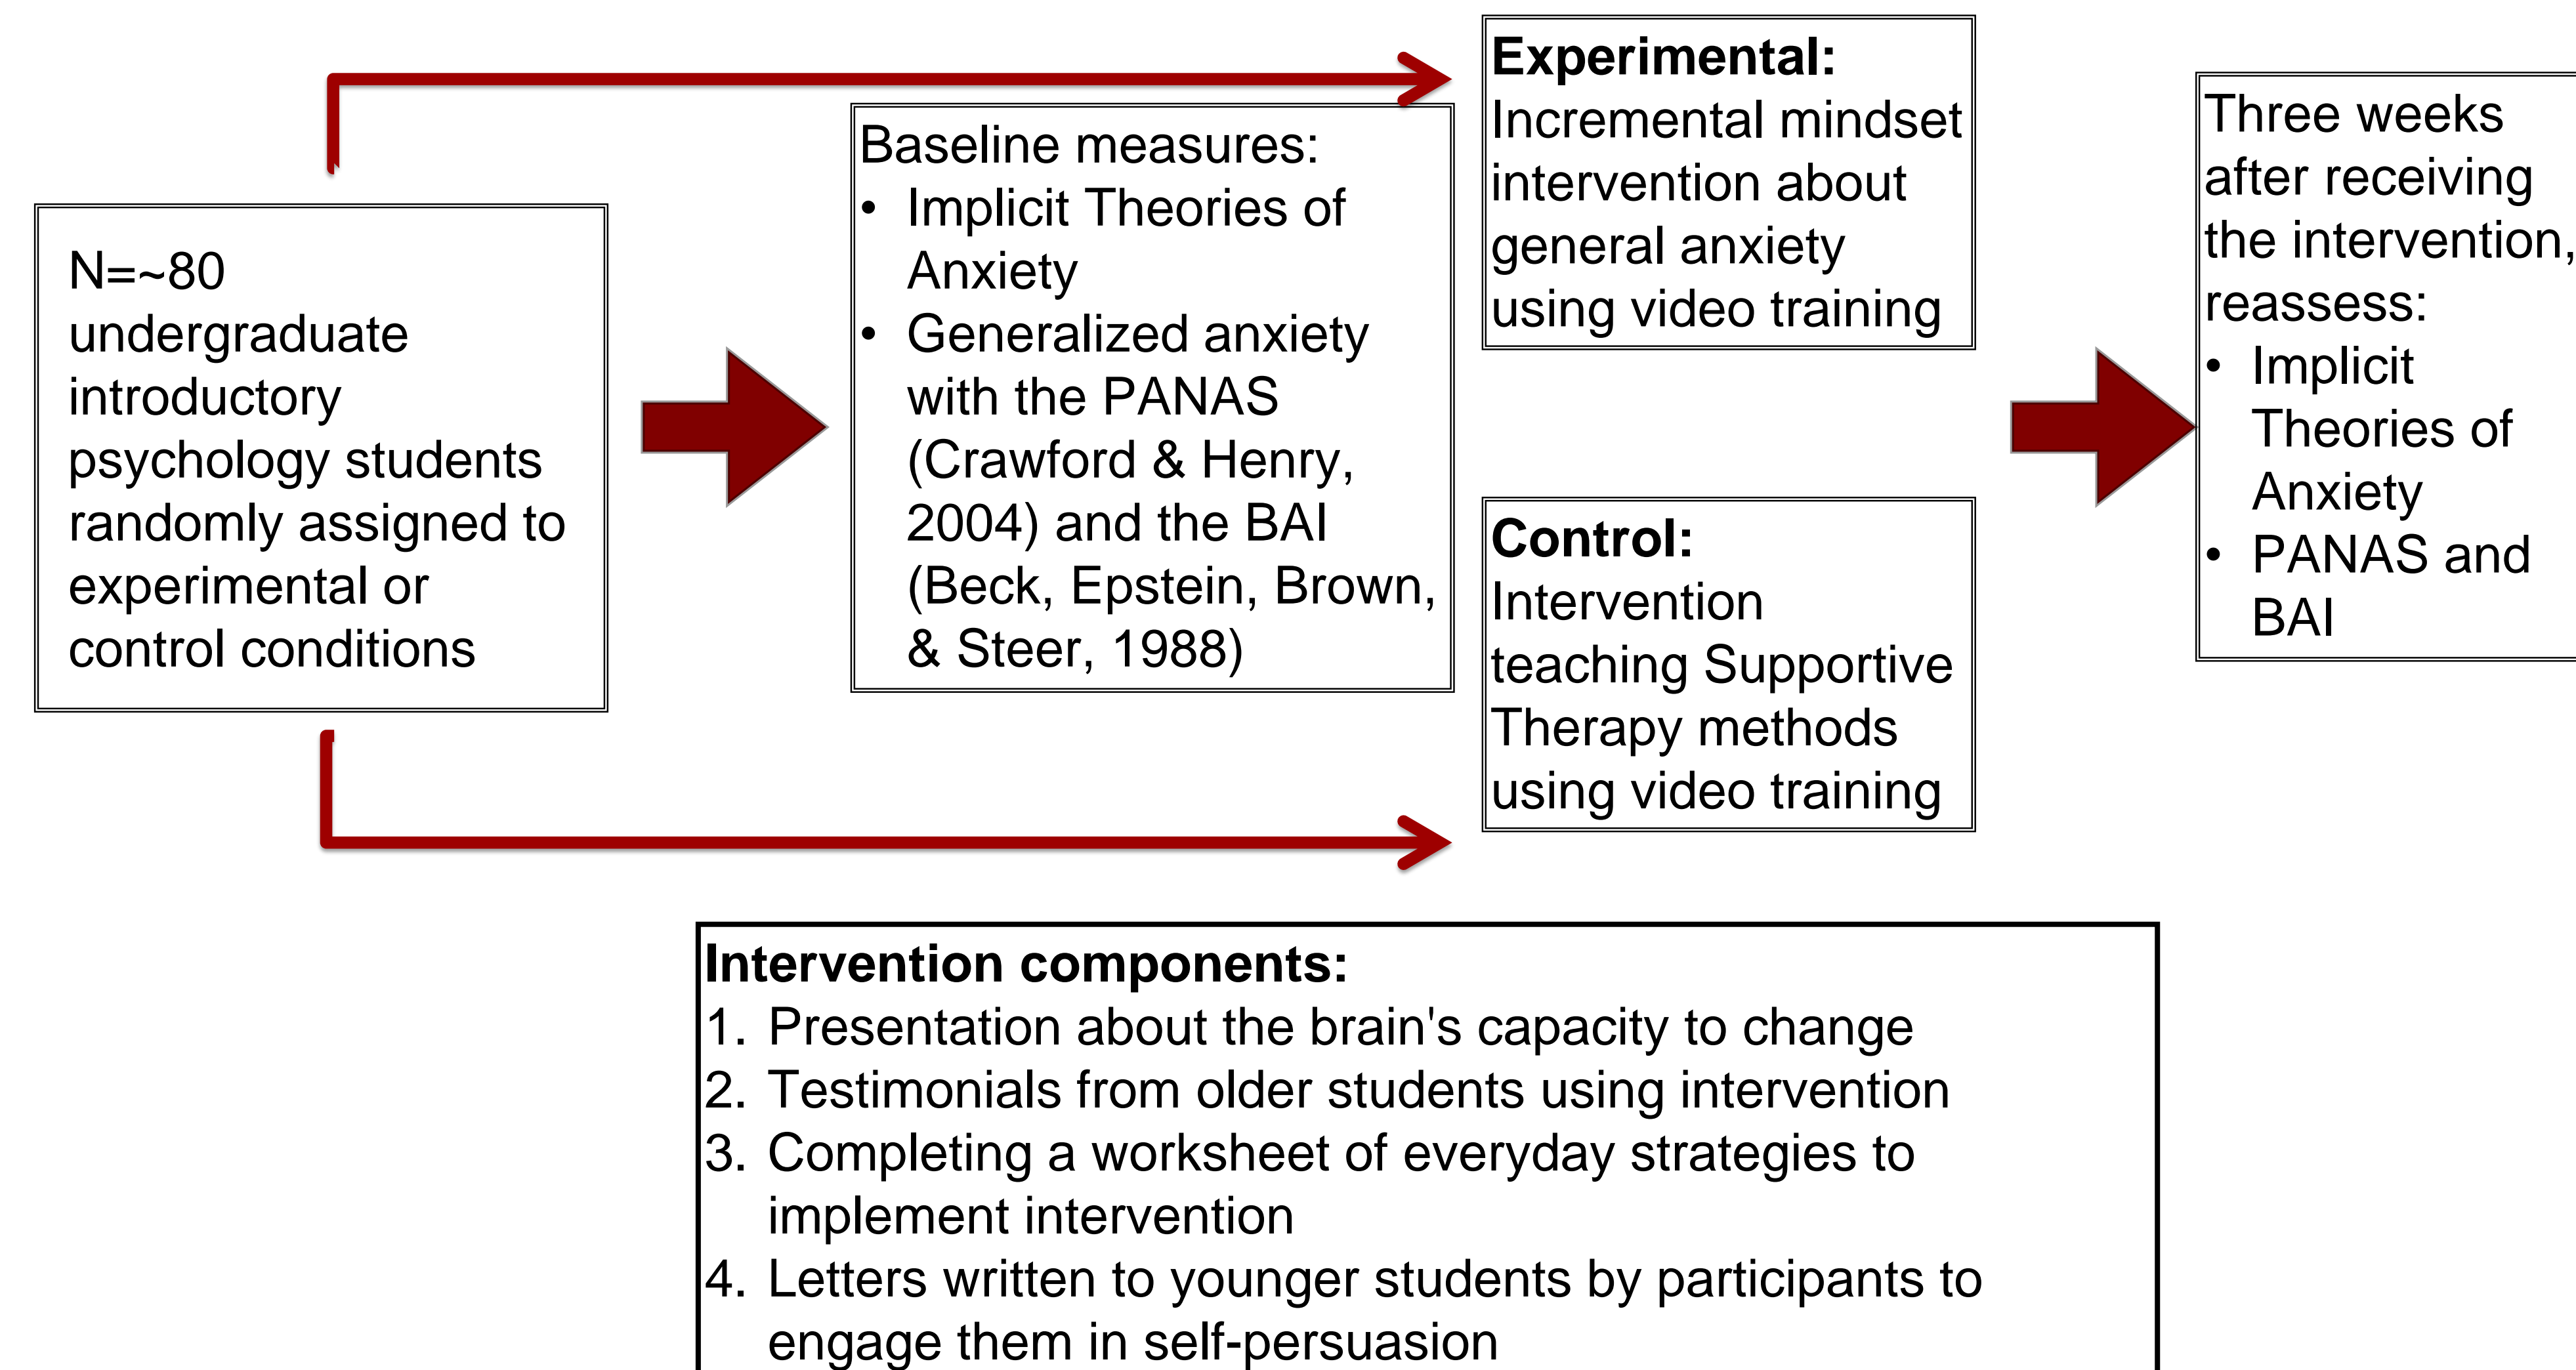 N=~80
undergraduate
introductory
psychology students
randomly assigned to
experimental or
control conditions
Baseline measures:
• Implicit Theories of
Anxiety
• Generalized anxiety
with the PANAS
(Crawford & Henry,
2004) and the BAI
(Beck, Epstein, Brown,
& Steer, 1988)
Experimental:
Incremental mindset
intervention about
general anxiety
using video training
Control:
Intervention
teaching Supportive
Therapy methods
using video training
Three weeks
after receiving
the intervention,
reassess:
• Implicit
Theories of
Anxiety
• PANAS and
BAI
Intervention components:
1. Presentation about the brain's capacity to change
2. Testimonials from older students using intervention
3. Completing a worksheet of everyday strategies to
implement intervention
4. Letters written to younger students by participants to
engage them in self-persuasion